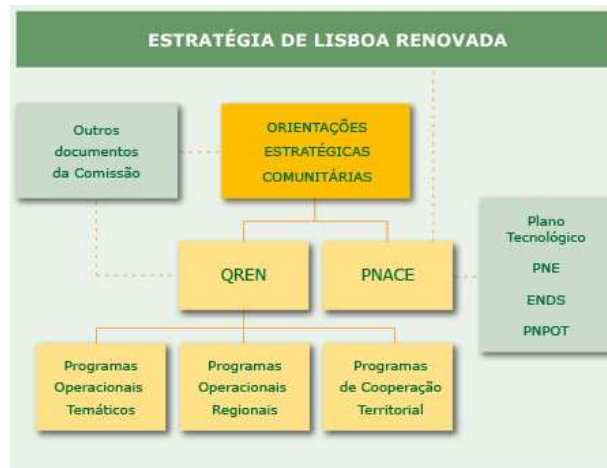 ESTRATÉGIA DE LISBOA RENOVADA
Outros
documentos
da Comissão
ORIENTAÇÕES
ESTRATÉGICAS
COMUNITÁRIAS
QREN
PNACE
Plano
Tecnológico
PNE
ENDS
PNPOT
Programas
Operacionais
Temáticos
Programas
Operacionais
Regionais
Programas
de Cooperação
Territorial